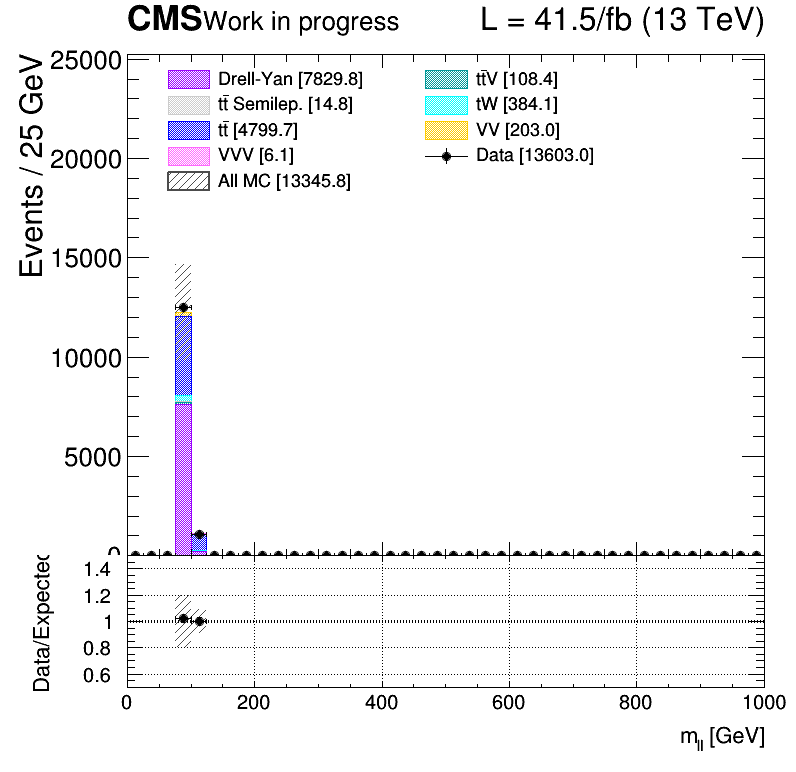 CMS Work in progress L = 41.5/fb (13 TeV)
Events / 25 GeV
25000
20000
15000
10000
5000
0
Drell-Yan [7829.8]
tt̄ Semilep. [14.8]
tt̄ [4799.7]
VVV [6.1]
All MC [13345.8]
tt̄V [108.4]
tW [384.1]
VV [203.0]
Data [13603.0]
Data/Expected
1.4
1.2
1
0.8
0.6
0 200 400 600 800 1000
m_ll [GeV]